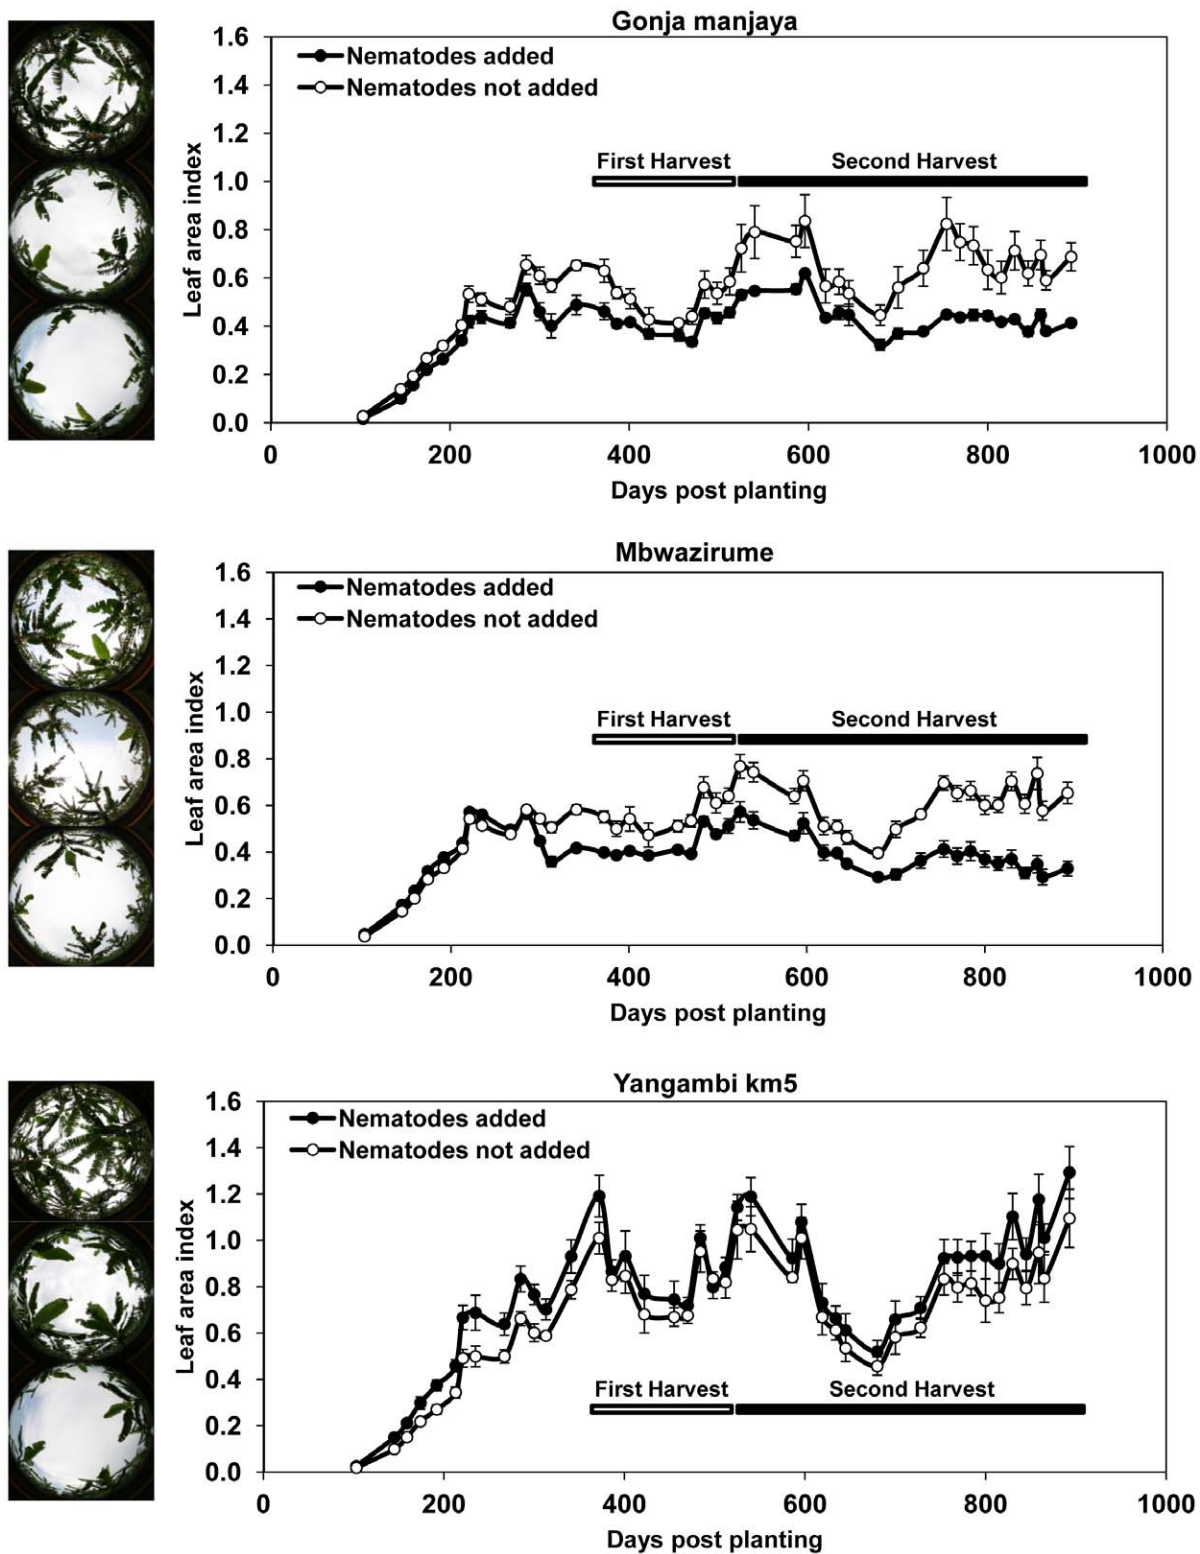 Gonja manjaya
1.6
Nematodes added
1.4
Nematodes not added
1.2
First Harvest
Second Harvest
1.0
Leaf area index
0.8
0.6
0.4
0.2
0.0
0 200 400 600 800 1000
Days post planting
Mbwazirume
1.6
Nematodes added
1.4
Nematodes not added
1.2
1.0
First Harvest
Second Harvest
Leaf area index
0.8
0.6
0.4
0.2
0.0
0 200 400 600 800 1000
Days post planting
Yangambi km5
1.6
Nematodes added
1.4
Nematodes not added
1.2
1.0
Leaf area index
0.8
0.6
0.4
First Harvest
Second Harvest
0.2
0.0
0 200 400 600 800 1000
Days post planting